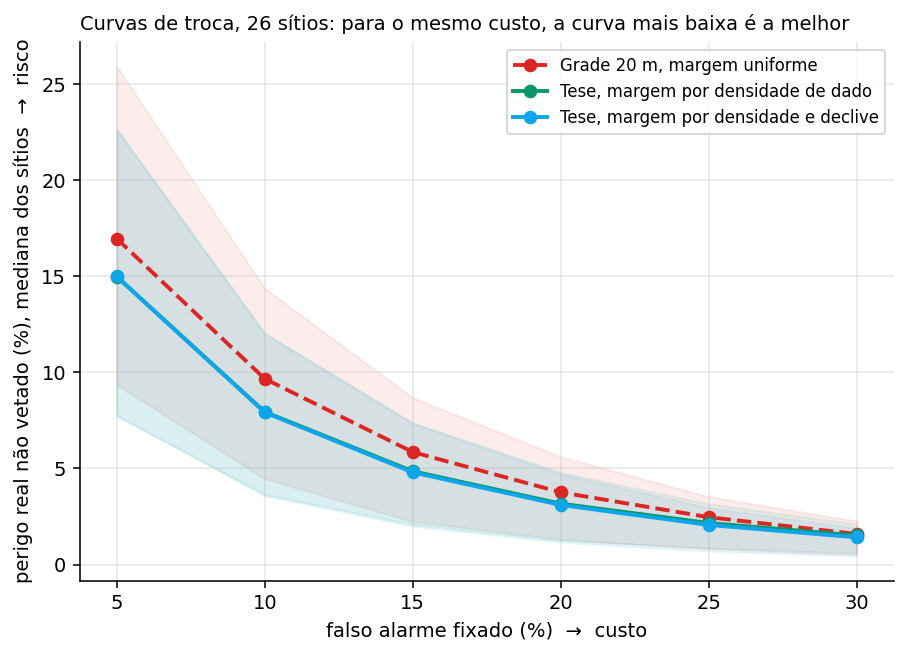 Curvas de troca, 26 sítios: para o mesmo custo, a curva mais baixa é a melhor
perigo real não vetado (%), mediana dos sítios → risco
25
20
15
10
5
0
Grade 20 m, margem uniforme
Tese, margem por densidade de dado
Tese, margem por densidade e declive
5 10 15 20 25 30
falso alarme fixado (%) → custo